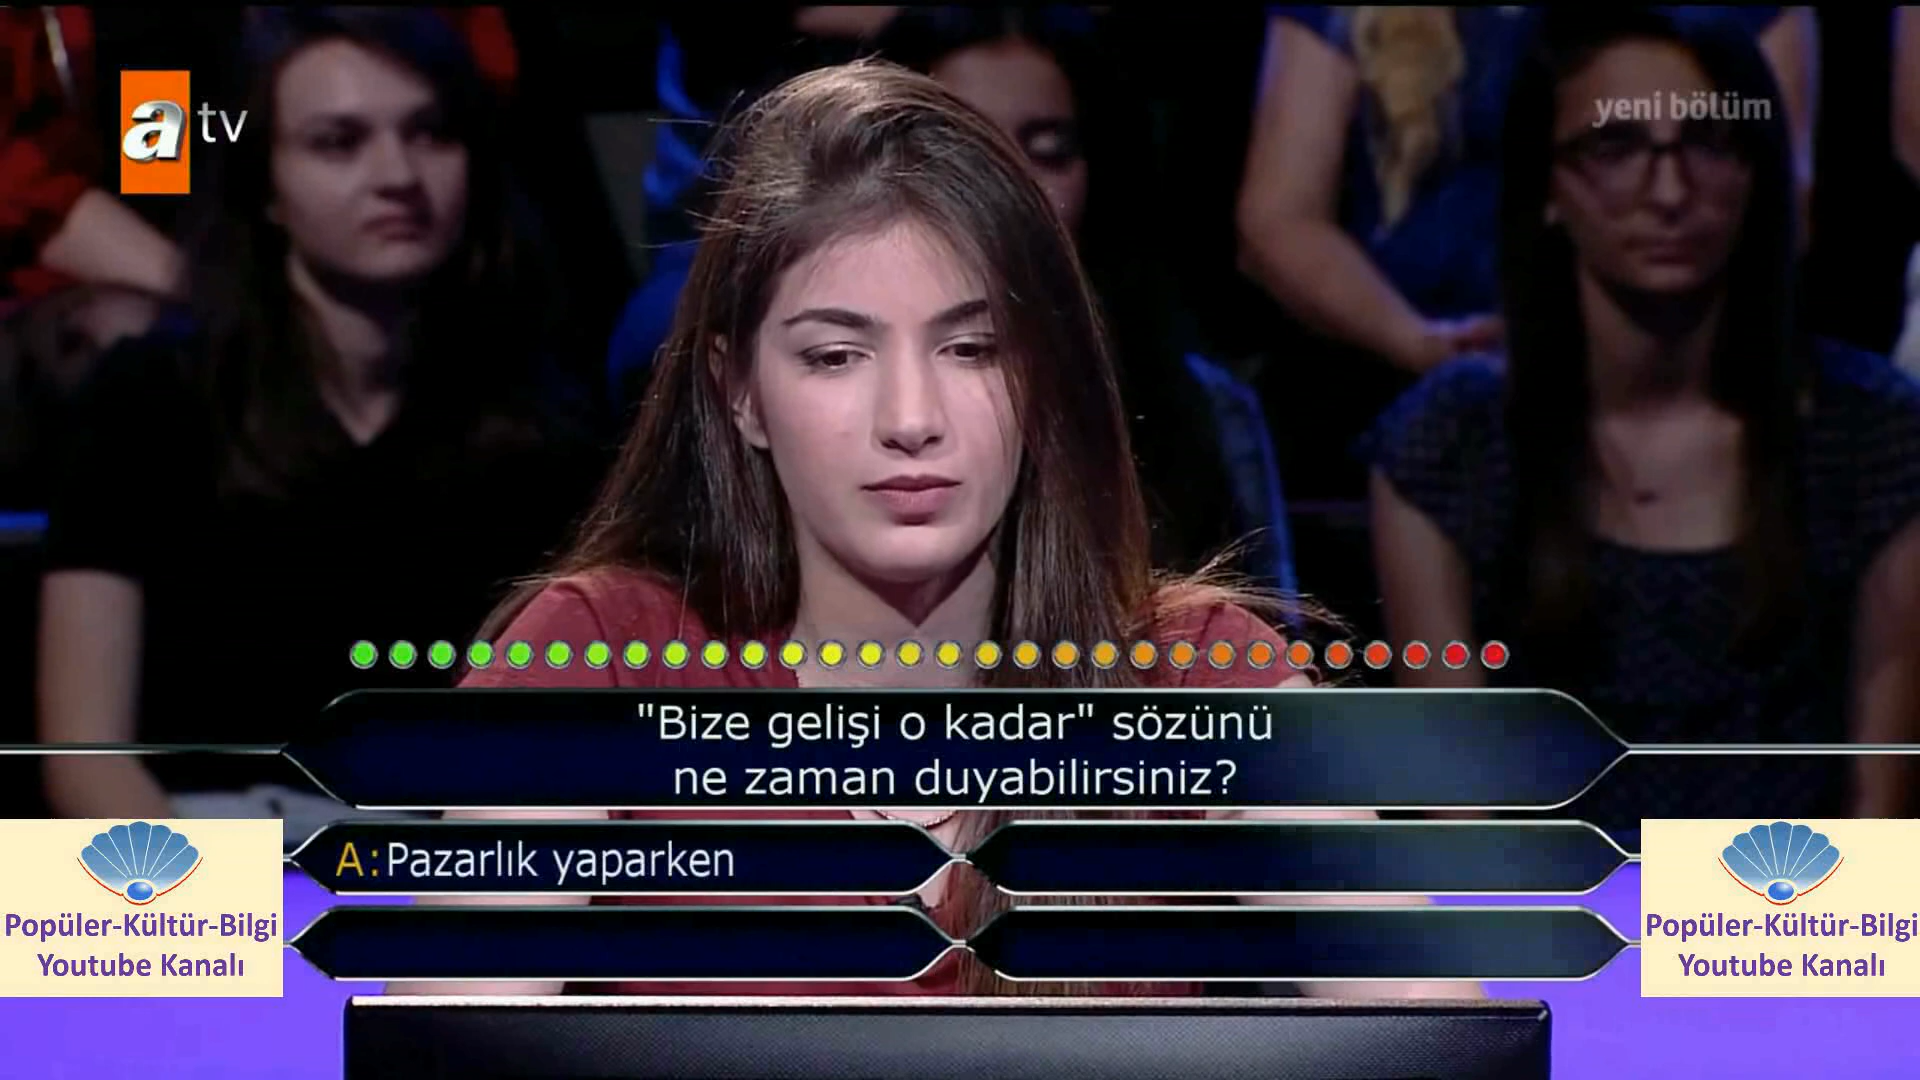 a tv
yeni bölüm
"Bize gelişi o kadar" sözünü
ne zaman duyabilirsiniz?
A: Pazarlık yaparken
Popüler-Kültür-Bilgi
Youtube Kanalı
Popüler-Kültür-Bilgi
Youtube Kanalı